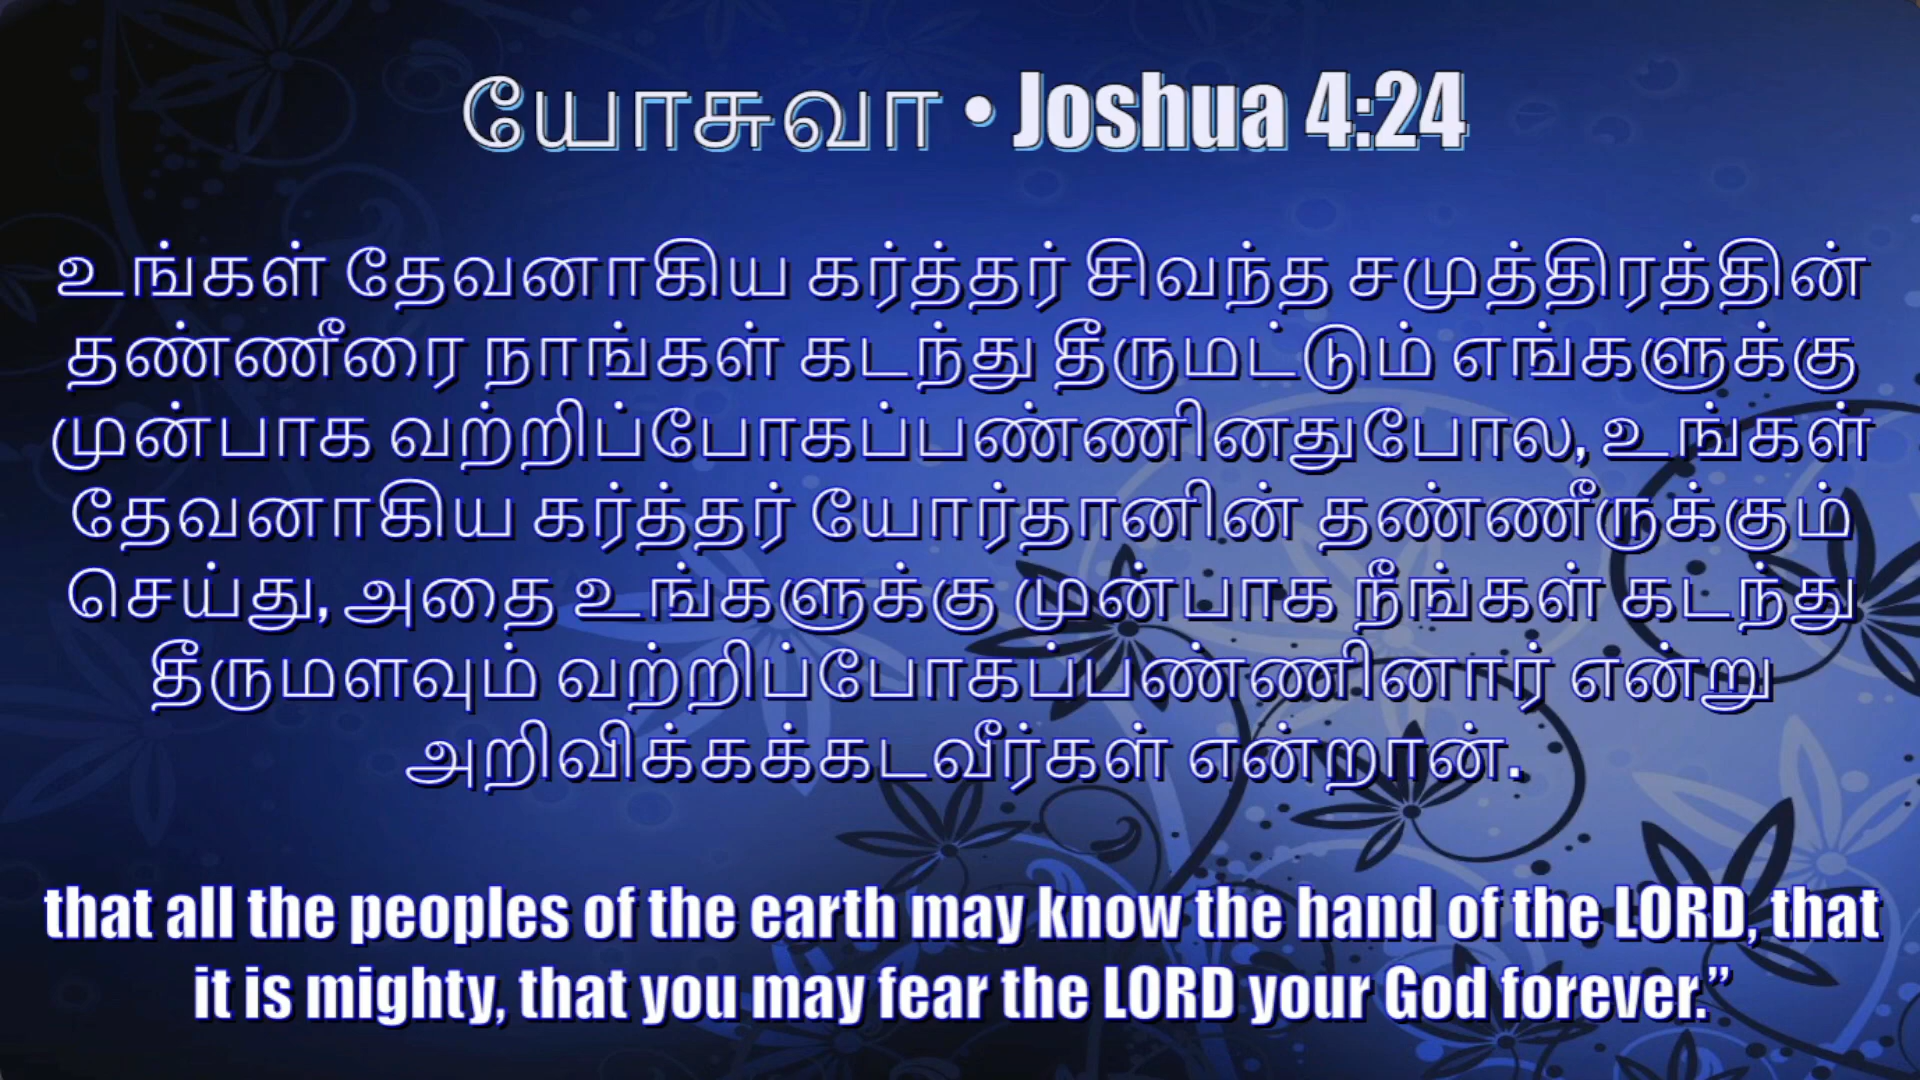 யோசுவா • Joshua 4:24
உங்கள் தேவனாகிய கர்த்தர் சிவந்த சமுத்திரத்தின்
தண்ணீரை நாங்கள் கடந்து தீருமட்டும் எங்களுக்கு
முன்பாக வற்றிப்போகப்பண்ணினதுபோல, உங்கள்
தேவனாகிய கர்த்தர் யோர்தானின் தண்ணீருக்கும்
செய்து, அதை உங்களுக்கு முன்பாக நீங்கள் கடந்து
தீருமளவும் வற்றிப்போகப்பண்ணினார் என்று
அறிவிக்கக்கடவீர்கள் என்றான்.
that all the peoples of the earth may know the hand of the LORD, that
it is mighty, that you may fear the LORD your God forever.”